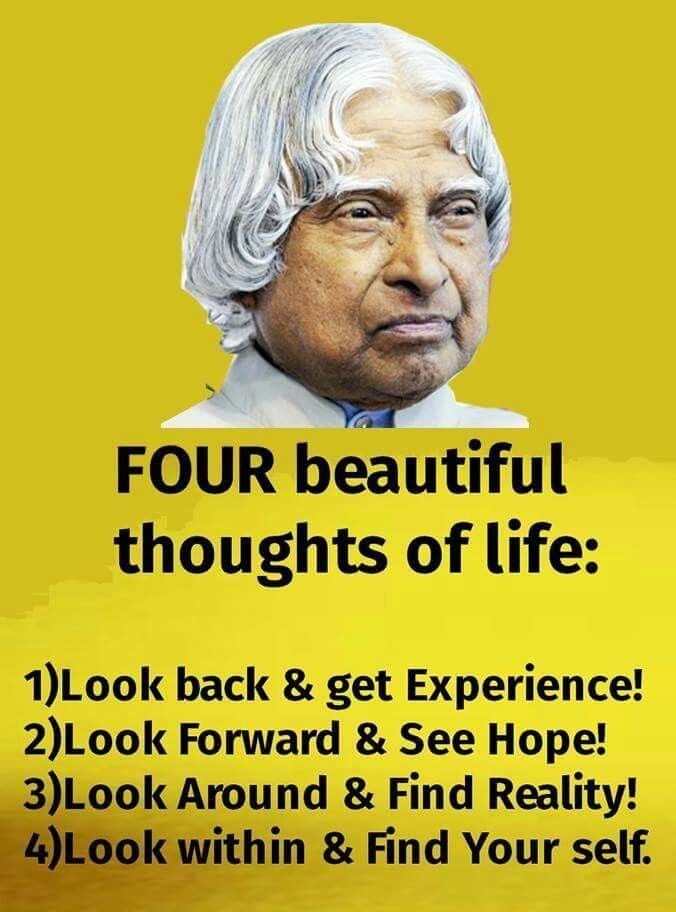 FOUR beautiful
thoughts of life:
1)Look back & get Experience!
2)Look Forward & See Hope!
3)Look Around & Find Reality!
4)Look within & Find Your self.